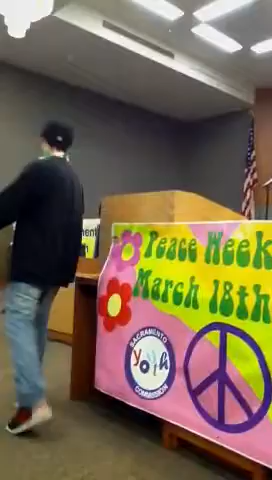 Peace Week
March 18th
SACRAMENTO
youth
COMMISSION